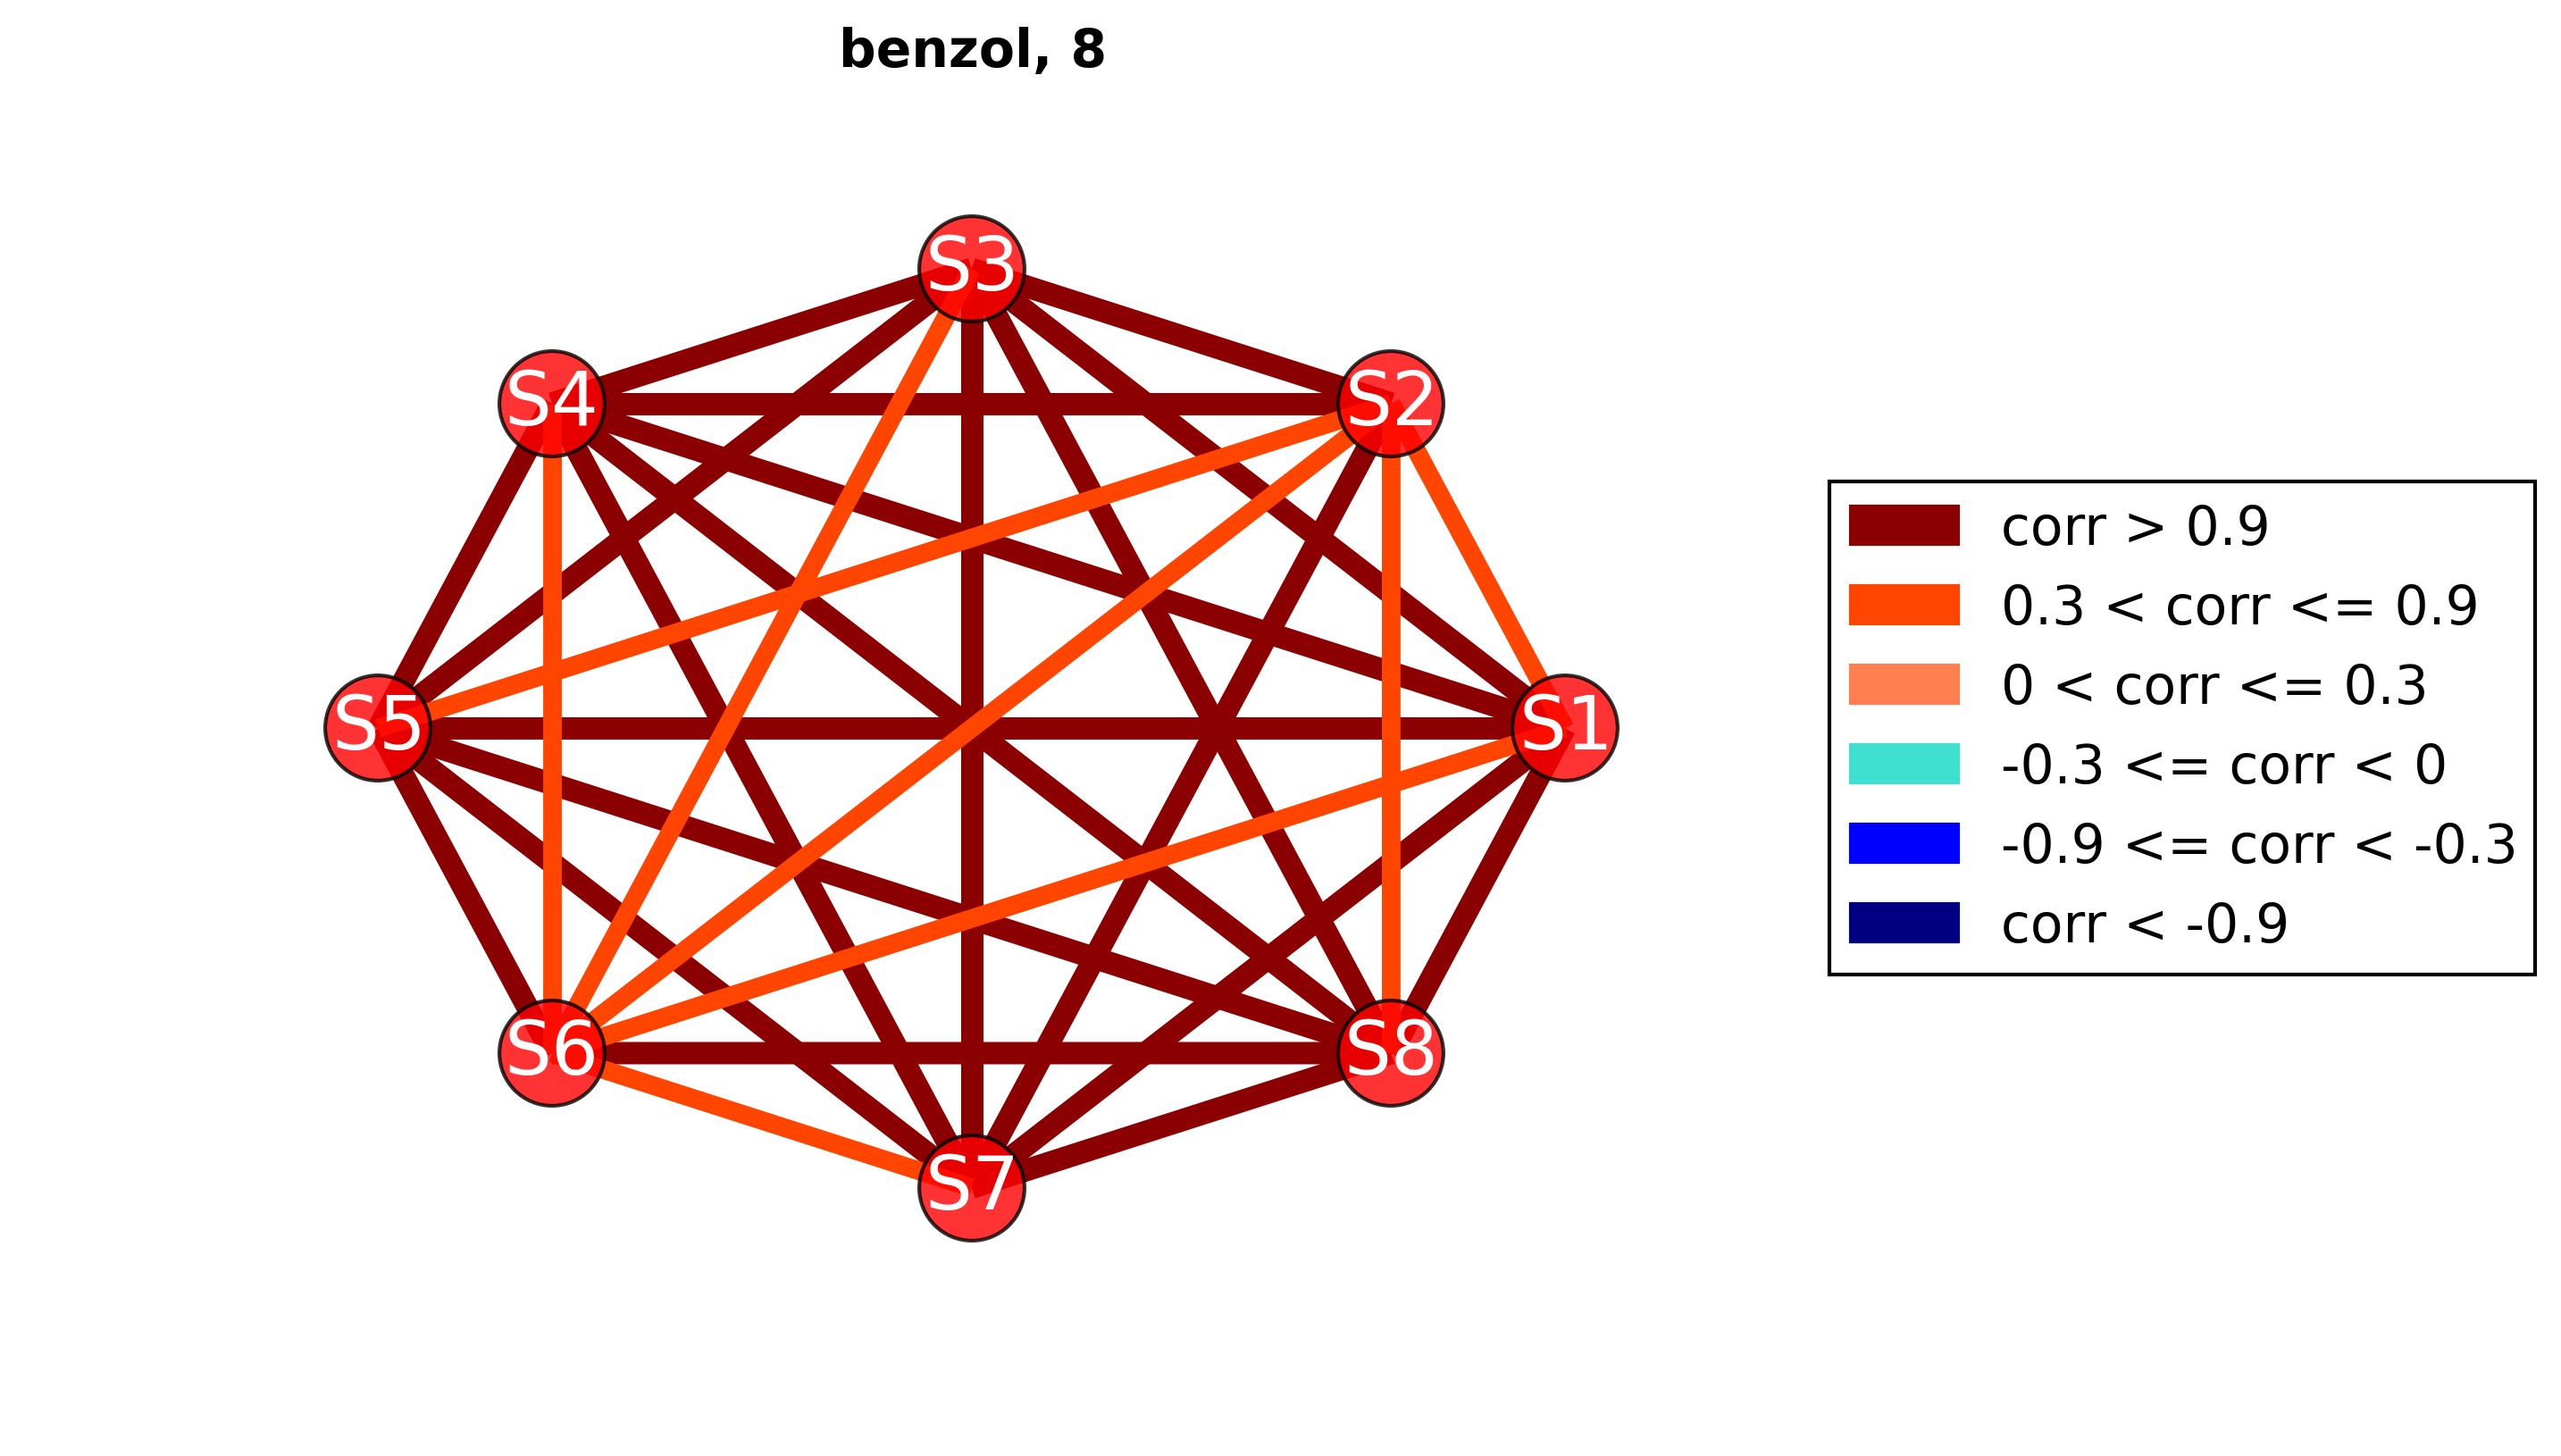 benzol, 8
S3
S4
S2
S5
S1
S6
S8
S7
corr > 0.9
0.3 < corr <= 0.9
0 < corr <= 0.3
-0.3 <= corr < 0
-0.9 <= corr < -0.3
corr < -0.9